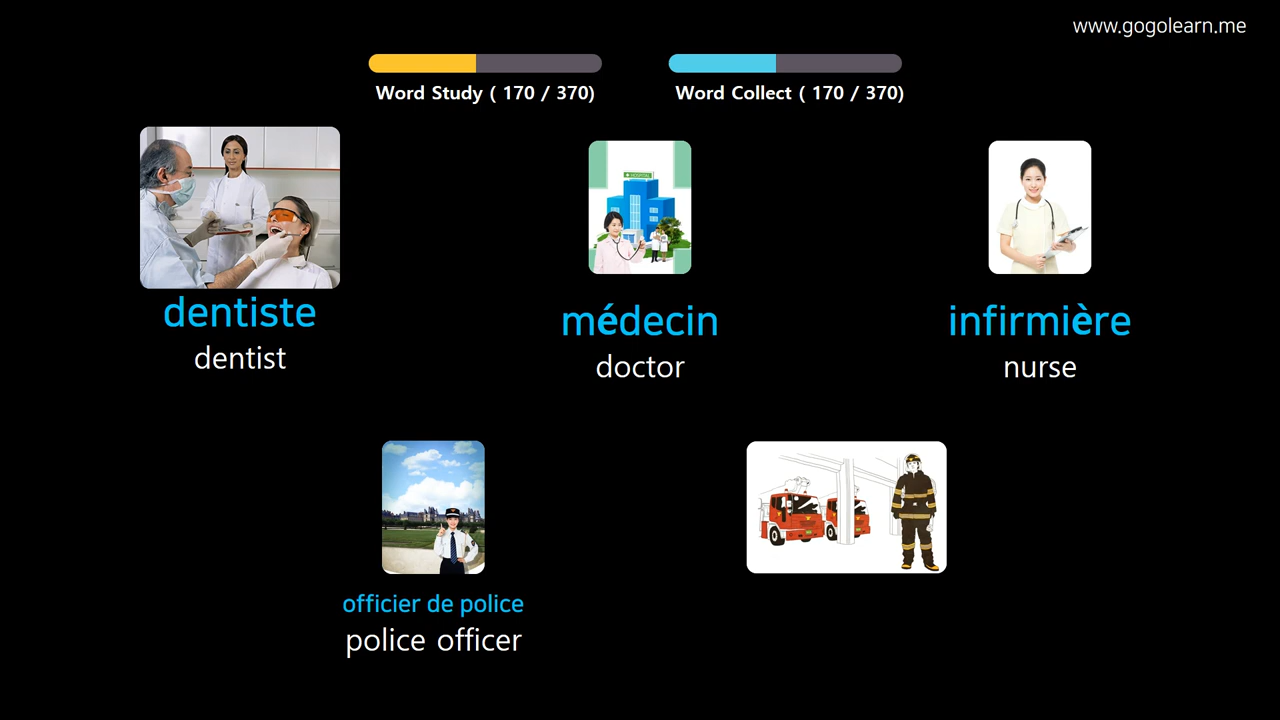 www.gogolearn.me
Word Study ( 170 / 370)
Word Collect ( 170 / 370)
HOSPITAL
dentiste
dentist
médecin
doctor
infirmière
nurse
officier de police
police officer